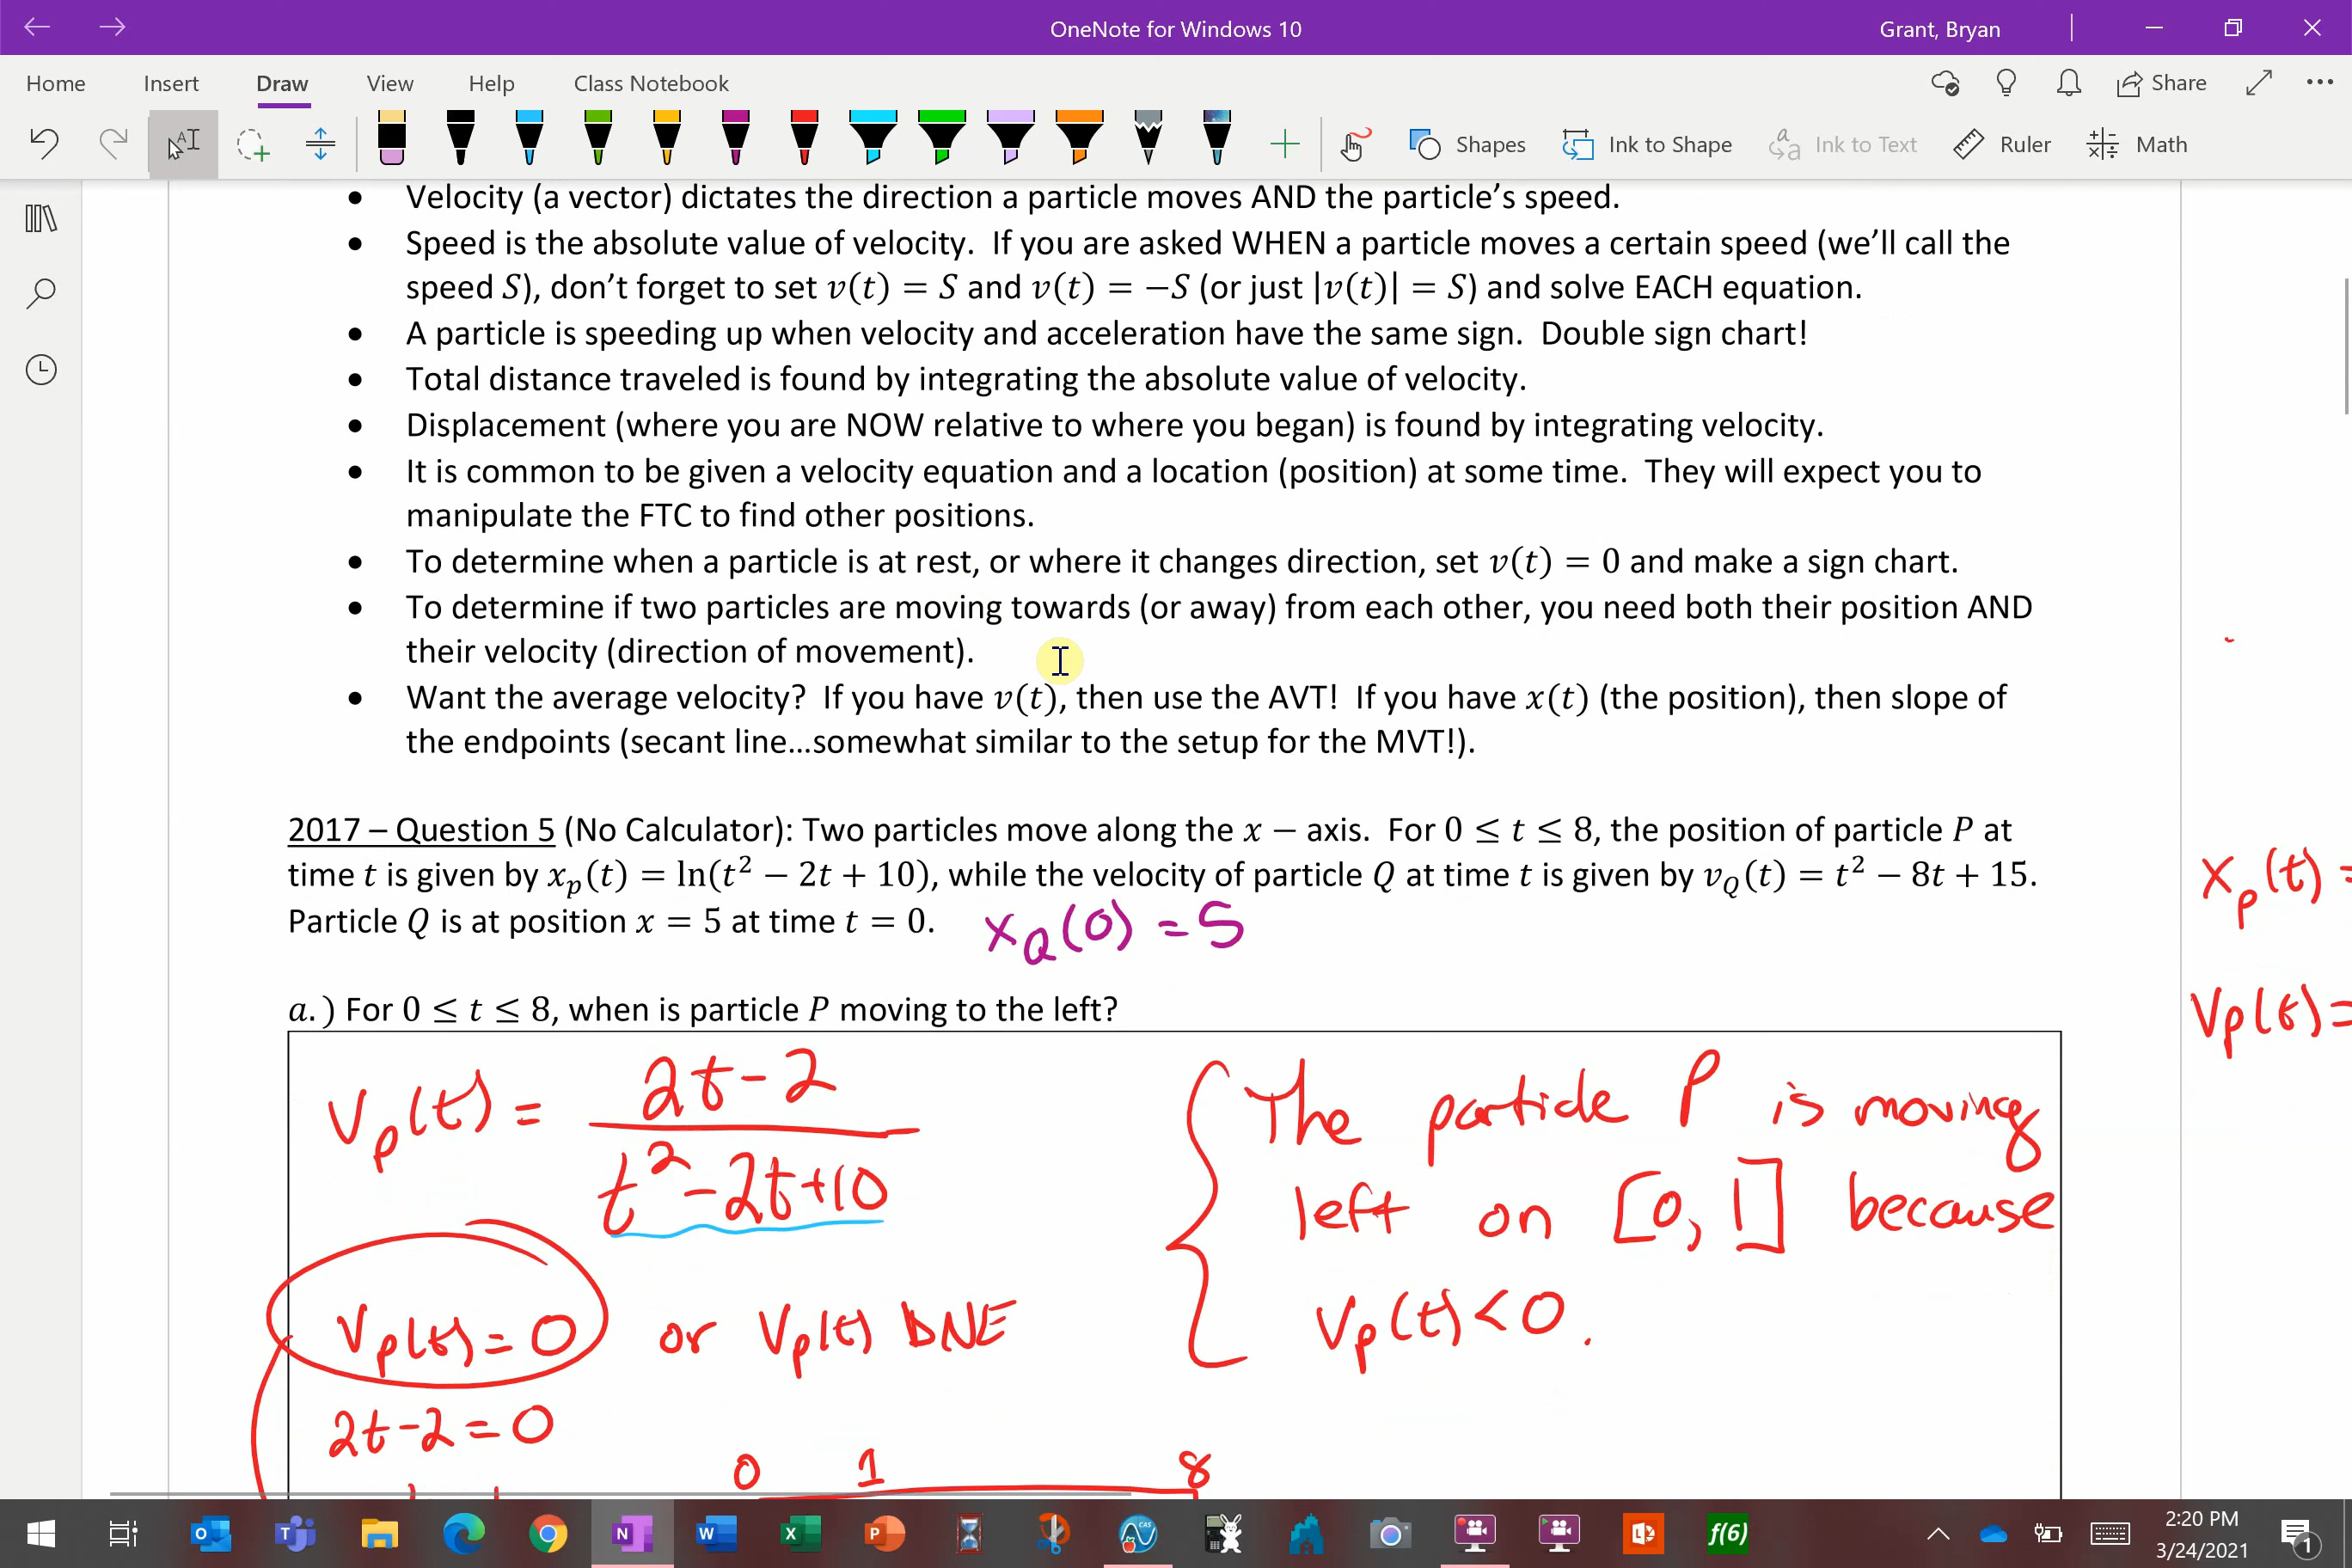 OneNote for Windows 10
Grant, Bryan
Home Insert Draw View Help Class Notebook
Share
Shapes Ink to Shape Ink to Text Ruler Math
• Velocity (a vector) dictates the direction a particle moves AND the particle's speed.
• Speed is the absolute value of velocity. If you are asked WHEN a particle moves a certain speed (we'll call the
speed S), don't forget to set v(t) = S and v(t) = −S (or just |v(t)| = S) and solve EACH equation.
• A particle is speeding up when velocity and acceleration have the same sign. Double sign chart!
• Total distance traveled is found by integrating the absolute value of velocity.
• Displacement (where you are NOW relative to where you began) is found by integrating velocity.
• It is common to be given a velocity equation and a location (position) at some time. They will expect you to
manipulate the FTC to find other positions.
• To determine when a particle is at rest, or where it changes direction, set v(t) = 0 and make a sign chart.
• To determine if two particles are moving towards (or away) from each other, you need both their position AND
their velocity (direction of movement).
• Want the average velocity? If you have v(t), then use the AVT! If you have x(t) (the position), then slope of
the endpoints (secant line...somewhat similar to the setup for the MVT!).
2017 – Question 5 (No Calculator): Two particles move along the x − axis. For 0 ≤ t ≤ 8, the position of particle P at
time t is given by xₚ(t) = ln(t² − 2t + 10), while the velocity of particle Q at time t is given by v_Q(t) = t² − 8t + 15.
Particle Q is at position x = 5 at time t = 0. x_Q(0) = 5
xₚ(t) =
vₚ(t) =
a.) For 0 ≤ t ≤ 8, when is particle P moving to the left?
vₚ(t) = 2t-2
t²-2t+10
The particle P is moving
left on [0, 1] because
vₚ(t) < 0.
vₚ(t) = 0 or vₚ(t) DNE
2t-2=0
0 1 8
2:20 PM
3/24/2021
f(6)
CAS
1